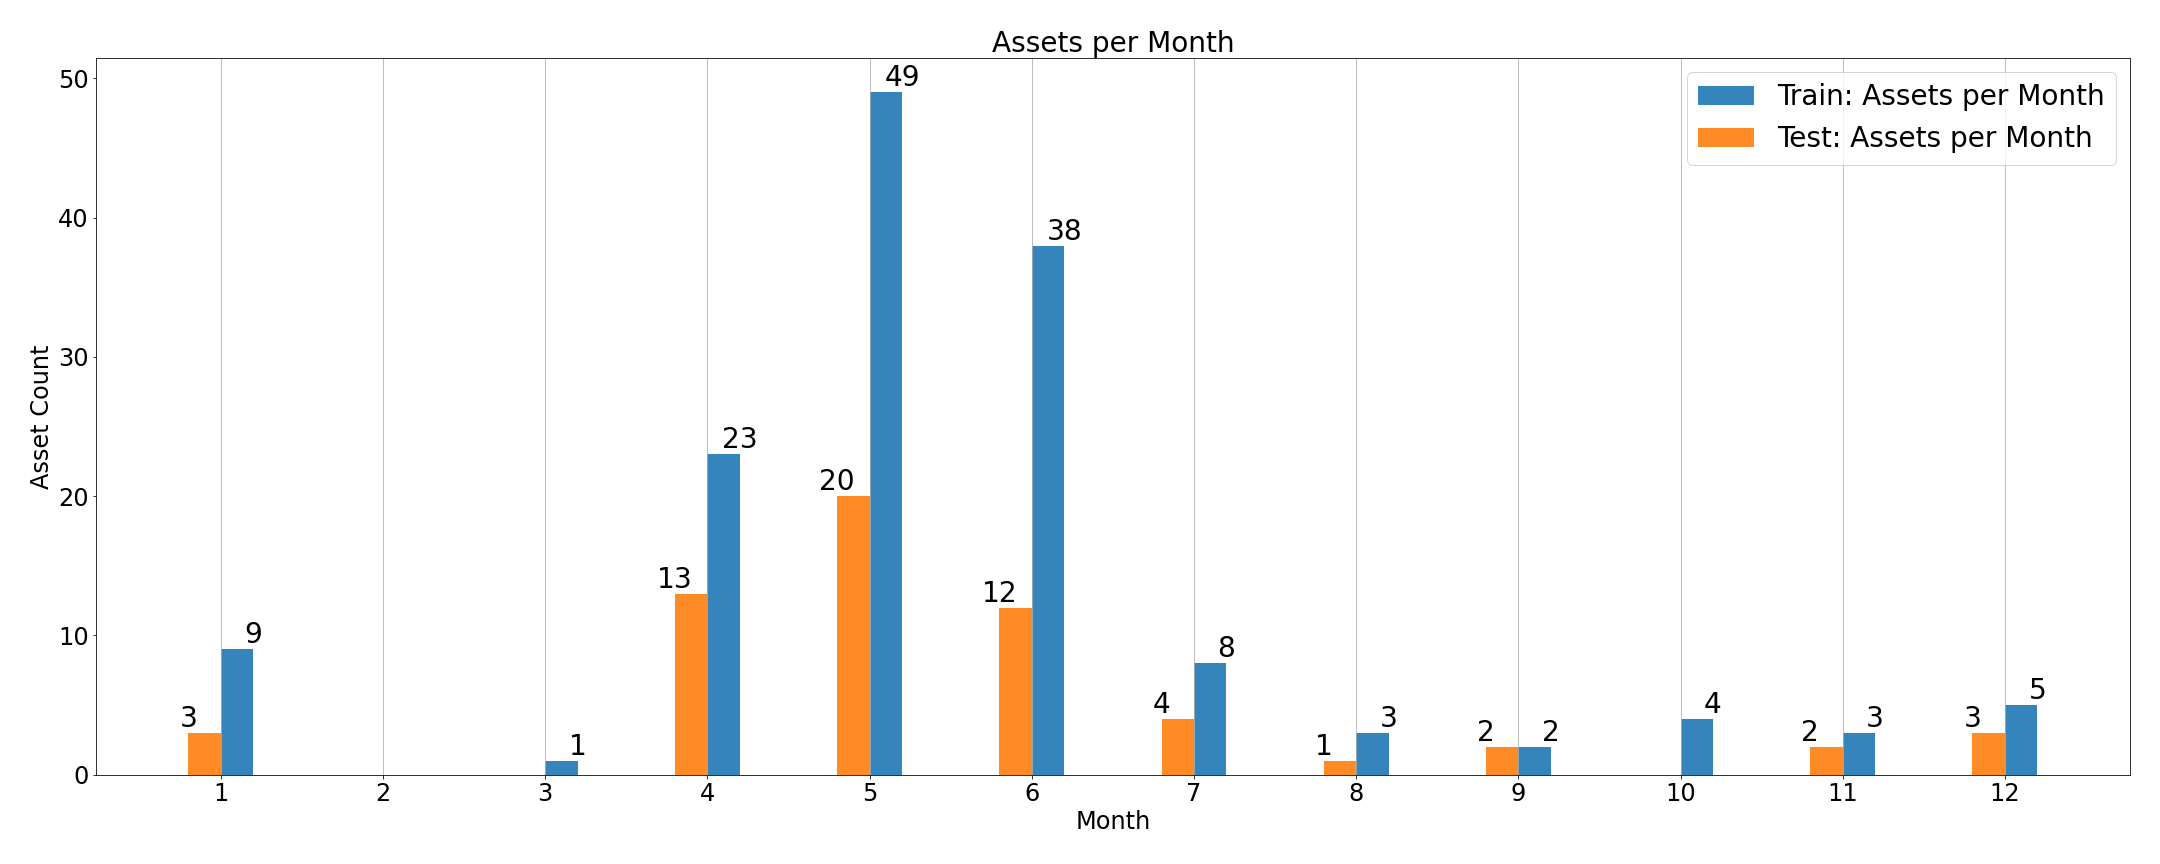 Assets per Month
Train: Assets per Month
Test: Assets per Month
Asset Count
50
40
30
20
10
0
3 9
1
13 23
20 49
12 38
4 8
1 3
2 2
4
2 3
3 5
1 2 3 4 5 6 7 8 9 10 11 12
Month